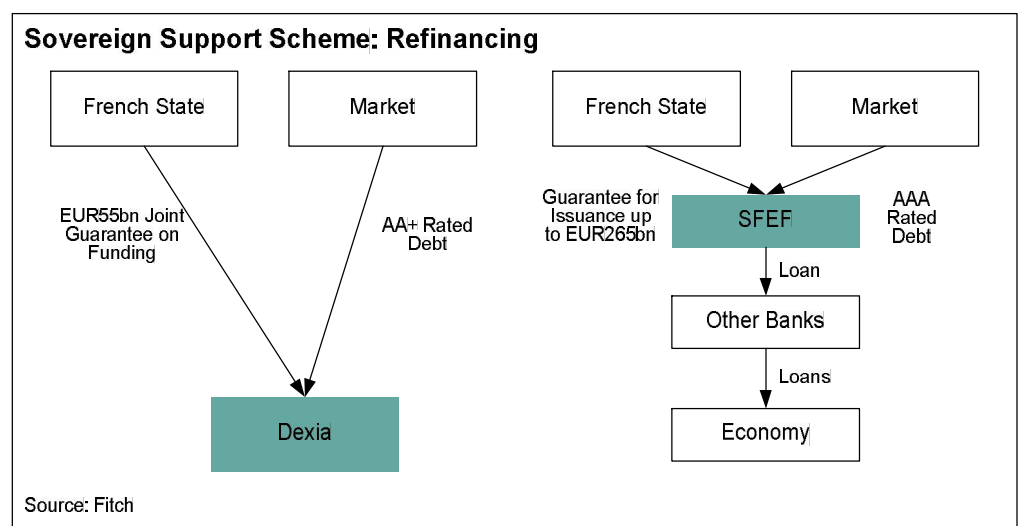 Sovereign Support Scheme: Refinancing
French State
Market
French State
Market
EUR55bn Joint
Guarantee on
Funding
AA+ Rated
Debt
Guarantee for
Issuance up
to EUR265bn
SFEF
AAA
Rated
Debt
Loan
Other Banks
Loans
Dexia
Economy
Source: Fitch